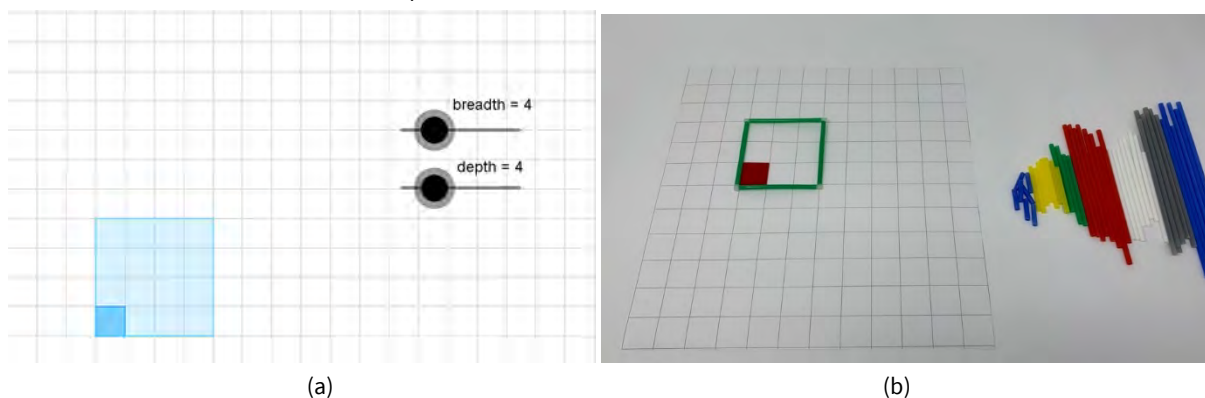 breadth = 4
depth = 4
(a)
(b)